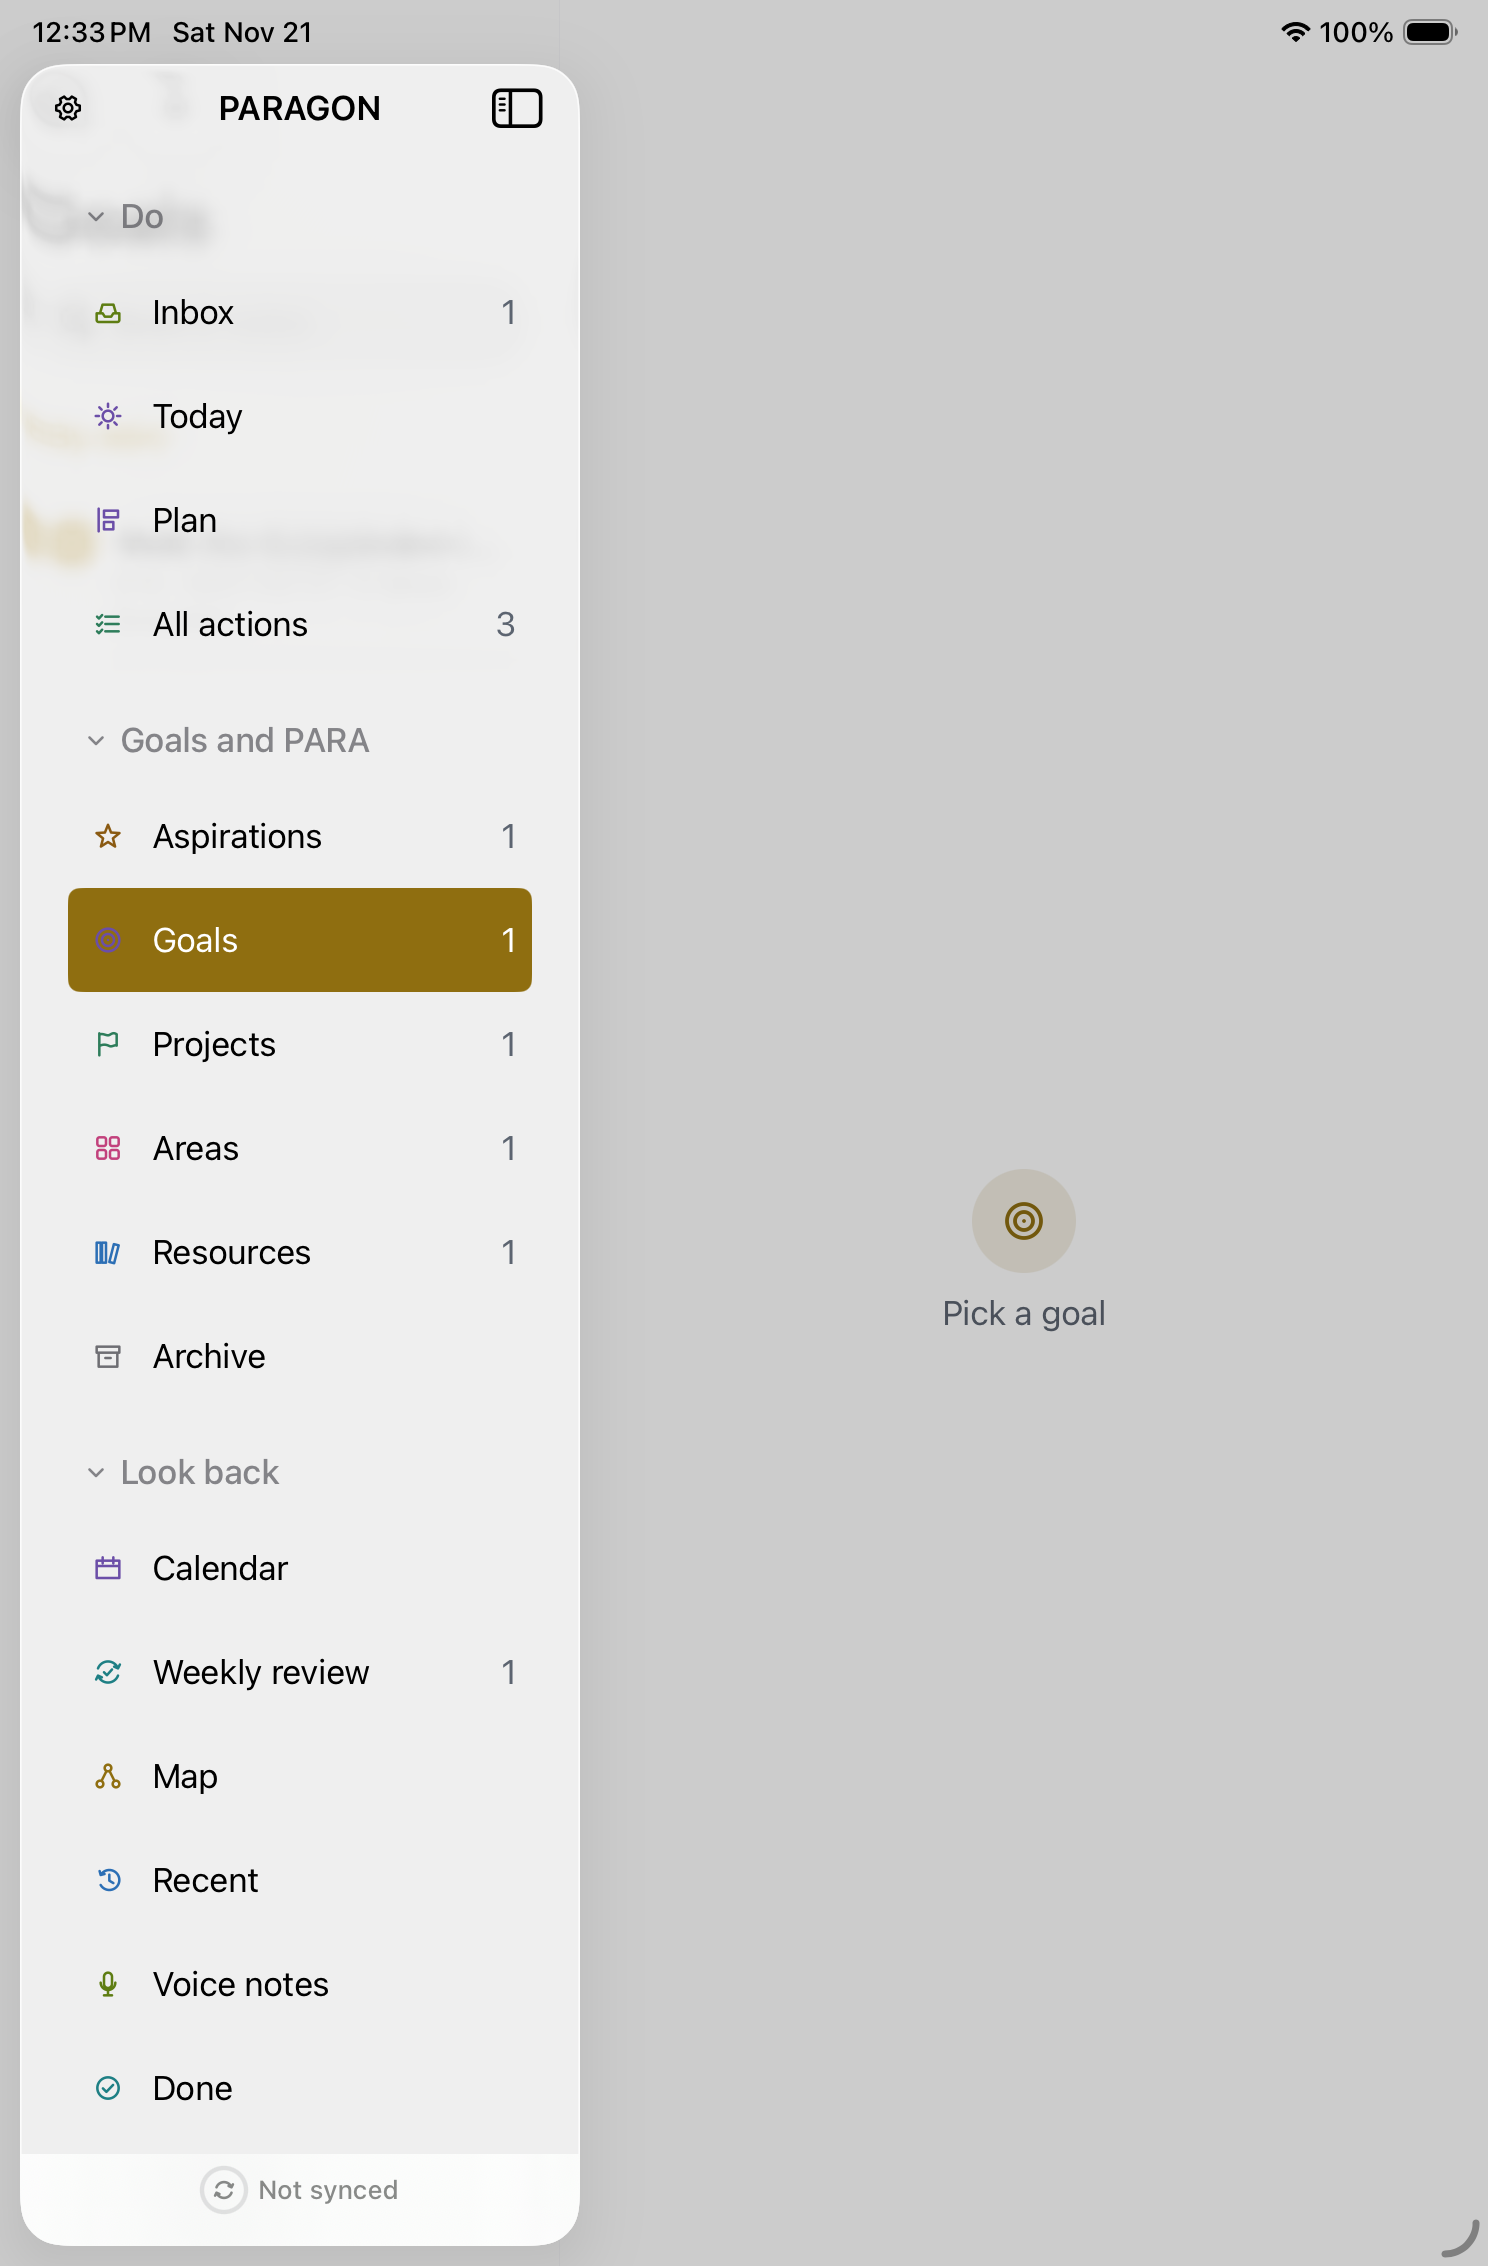 12:33 PM Sat Nov 21
100%
PARAGON
Do
Inbox 1
Today
Plan
All actions 3
Goals and PARA
Aspirations 1
Goals 1
Projects 1
Areas 1
Resources 1
Archive
Look back
Calendar
Weekly review 1
Map
Recent
Voice notes
Done
Not synced
Pick a goal